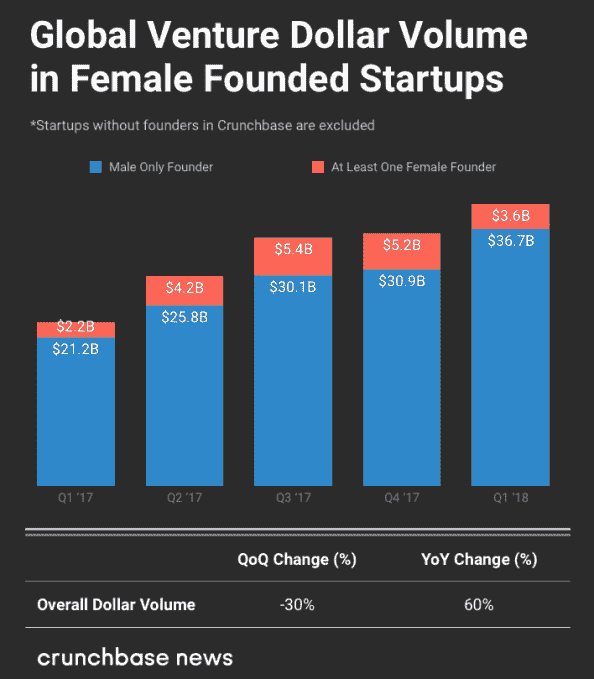 Global Venture Dollar Volume
in Female Founded Startups
*Startups without founders in Crunchbase are excluded
Male Only Founder At Least One Female Founder
$3.6B
$36.7B
$5.4B
$5.2B
$30.1B
$30.9B
$4.2B
$25.8B
$2.2B
$21.2B
Q1 '17 Q2 '17 Q3 '17 Q4 '17 Q1 '18
QoQ Change (%) YoY Change (%)
Overall Dollar Volume -30% 60%
crunchbase news